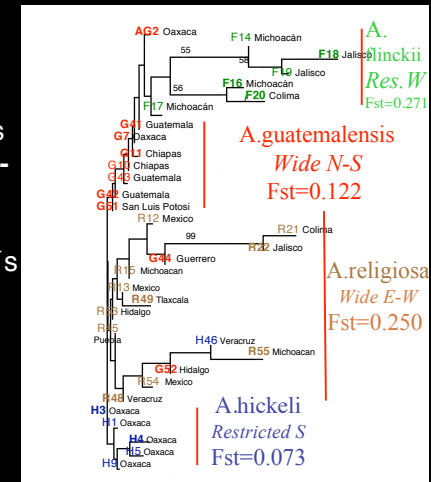 AG2 Oaxaca
55
F14 Michoacán
58
F18 Jalisco
F19 Jalisco
56
F16 Michoacán
F20 Colima
F17 Michoacán
A.
flinckii
Res.W
Fst=0.271
G41 Guatemala
G7 Oaxaca
G11 Chiapas
G10 Chiapas
G43 Guatemala
G42 Guatemala
G51 San Luis Potosi
A.guatemalensis
Wide N-S
Fst=0.122
s
-
s
R12 Mexico
R21 Colima
99
R22 Jalisco
G44 Guerrero
R15 Michoacan
R13 Mexico
R49 Tlaxcala
Hidalgo
R45
Puebla
A.religiosa
Wide E-W
Fst=0.250
H46 Veracruz
R55 Michoacan
G52 Hidalgo
R54 Mexico
R48 Veracruz
H3 Oaxaca
H1 Oaxaca
H4 Oaxaca
H5 Oaxaca
H9 Oaxaca
A.hickeli
Restricted S
Fst=0.073